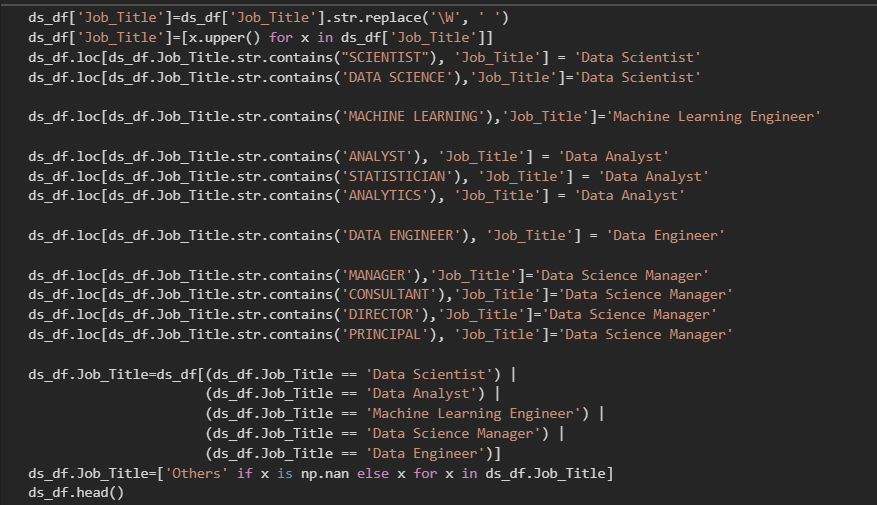 ds_df['Job_Title']=ds_df['Job_Title'].str.replace('\W', ' ')
ds_df['Job_Title']=[x.upper() for x in ds_df['Job_Title']]
ds_df.loc[ds_df.Job_Title.str.contains("SCIENTIST"), 'Job_Title'] = 'Data Scientist'
ds_df.loc[ds_df.Job_Title.str.contains('DATA SCIENCE'),'Job_Title']='Data Scientist'

ds_df.loc[ds_df.Job_Title.str.contains('MACHINE LEARNING'),'Job_Title']='Machine Learning Engineer'

ds_df.loc[ds_df.Job_Title.str.contains('ANALYST'), 'Job_Title'] = 'Data Analyst'
ds_df.loc[ds_df.Job_Title.str.contains('STATISTICIAN'), 'Job_Title'] = 'Data Analyst'
ds_df.loc[ds_df.Job_Title.str.contains('ANALYTICS'), 'Job_Title'] = 'Data Analyst'

ds_df.loc[ds_df.Job_Title.str.contains('DATA ENGINEER'), 'Job_Title'] = 'Data Engineer'

ds_df.loc[ds_df.Job_Title.str.contains('MANAGER'),'Job_Title']='Data Science Manager'
ds_df.loc[ds_df.Job_Title.str.contains('CONSULTANT'),'Job_Title']='Data Science Manager'
ds_df.loc[ds_df.Job_Title.str.contains('DIRECTOR'),'Job_Title']='Data Science Manager'
ds_df.loc[ds_df.Job_Title.str.contains('PRINCIPAL'), 'Job_Title']='Data Science Manager'

ds_df.Job_Title=ds_df[(ds_df.Job_Title == 'Data Scientist') |
                      (ds_df.Job_Title == 'Data Analyst') |
                      (ds_df.Job_Title == 'Machine Learning Engineer') |
                      (ds_df.Job_Title == 'Data Science Manager') |
                      (ds_df.Job_Title == 'Data Engineer')]
ds_df.Job_Title=['Others' if x is np.nan else x for x in ds_df.Job_Title]
ds_df.head()